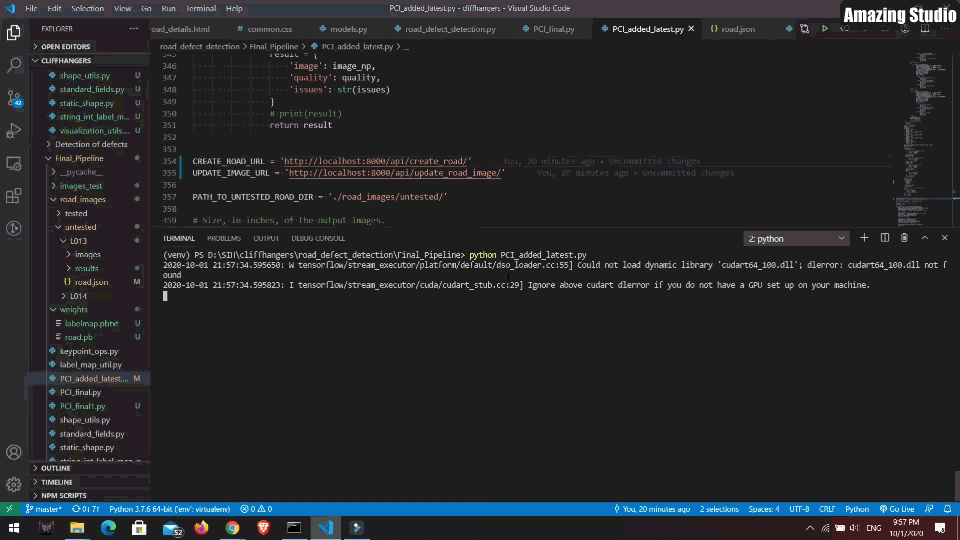 File Edit Selection View Go Run Terminal Help
PCI_added_latest.py - cliffhangers - Visual Studio Code
Amazing Studio
EXPLORER
road_details.html
common.css
models.py
road_defect_detection.py
PCI_final.py
PCI_added_latest.py
road.json
OPEN EDITORS
CLIFFHANGERS
shape_utils.py U
standard_fields.py U
static_shape.py U
string_int_label_m... U
visualization_utils.... U
Detection of defects
Final_Pipeline
__pycache__
images_test
road_images
tested
untested
L013
images
results
road.json
L014
weights
labelmap.pbtxt U
road.pb U
keypoint_ops.py
label_map_util.py
PCI_added_latest.... M
PCI_final.py
PCI_final1.py U
shape_utils.py
standard_fields.py
static_shape.py
OUTLINE
TIMELINE
NPM SCRIPTS
road_defect_detection > Final_Pipeline > PCI_added_latest.py > ...
345 result = {
346 'image': image_np,
347 'quality': quality,
348 'issues': str(issues)
349 }
350 # print(result)
351 return result
352
353
354 CREATE_ROAD_URL = 'http://localhost:8000/api/create_road/' You, 20 minutes ago • Uncommitted changes
355 UPDATE_IMAGE_URL = 'http://localhost:8000/api/update_road_image/' You, 20 minutes ago • Uncommitted changes
356
357 PATH_TO_UNTESTED_ROAD_DIR = './road_images/untested/'
358
359 # Size, in inches, of the output images.
TERMINAL PROBLEMS OUTPUT DEBUG CONSOLE
2: python
(venv) PS D:\SIH\cliffhangers\road_defect_detection\Final_Pipeline> python PCI_added_latest.py
2020-10-01 21:57:34.595650: W tensorflow/stream_executor/platform/default/dso_loader.cc:55] Could not load dynamic library 'cudart64_100.dll'; dlerror: cudart64_100.dll not f
ound
2020-10-01 21:57:34.595823: I tensorflow/stream_executor/cuda/cudart_stub.cc:29] Ignore above cudart dlerror if you do not have a GPU set up on your machine.
42
master* 0↓ 7↑ Python 3.7.6 64-bit ('env': virtualenv) 0 0
You, 20 minutes ago 2 selections Spaces: 4 UTF-8 CRLF Python Go Live
52
ENG
9:57 PM
10/1/2020